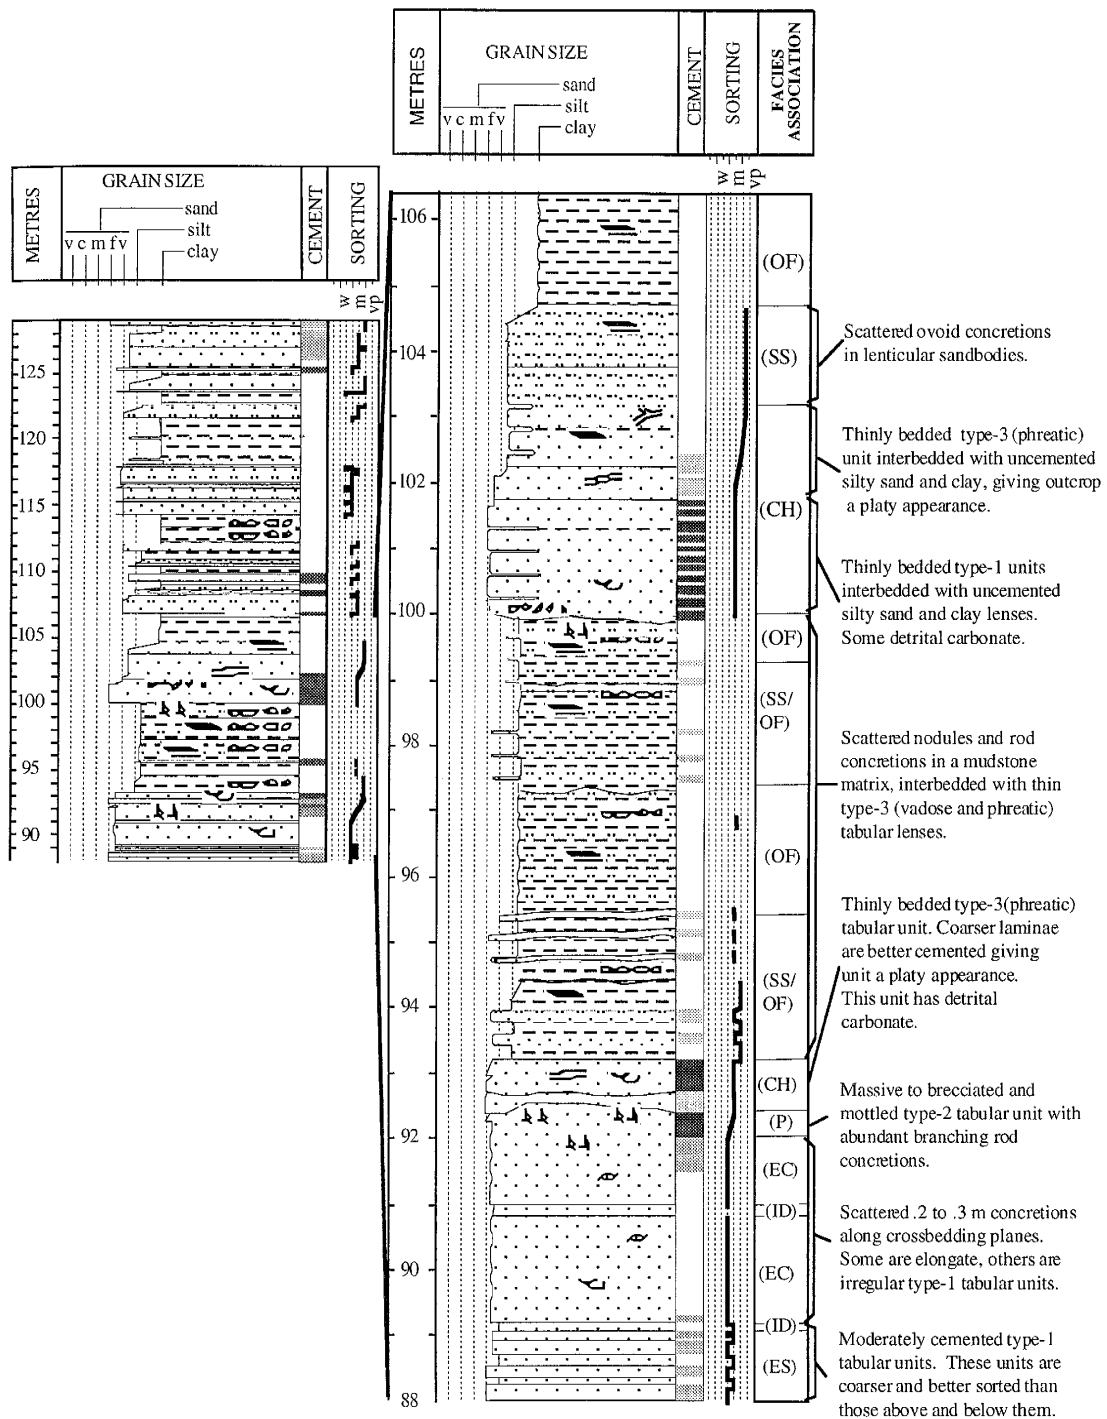 METRES
GRAIN SIZE
sand
silt
clay
v c m f v
CEMENT
SORTING
w
m
vp
125
120
115
110
105
100
95
90
METRES
GRAIN SIZE
sand
silt
clay
v c m f v
CEMENT
SORTING
FACIES
ASSOCIATION
w
m
vp
106
104
102
100
98
96
94
92
90
88
(OF)
(SS)
(CH)
(OF)
(SS/
OF)
(OF)
(SS/
OF)
(CH)
(P)
(EC)
(ID)
(EC)
(ID)
(ES)
Scattered ovoid concretions
in lenticular sandbodies.
Thinly bedded type-3 (phreatic)
unit interbedded with uncemented
silty sand and clay, giving outcrop
a platy appearance.
Thinly bedded type-1 units
interbedded with uncemented
silty sand and clay lenses.
Some detrital carbonate.
Scattered nodules and rod
concretions in a mudstone
matrix, interbedded with thin
type-3 (vadose and phreatic)
tabular lenses.
Thinly bedded type-3(phreatic)
tabular unit. Coarser laminae
are better cemented giving
unit a platy appearance.
This unit has detrital
carbonate.
Massive to brecciated and
mottled type-2 tabular unit with
abundant branching rod
concretions.
Scattered .2 to .3 m concretions
along crossbedding planes.
Some are elongate, others are
irregular type-1 tabular units.
Moderately cemented type-1
tabular units. These units are
coarser and better sorted than
those above and below them.